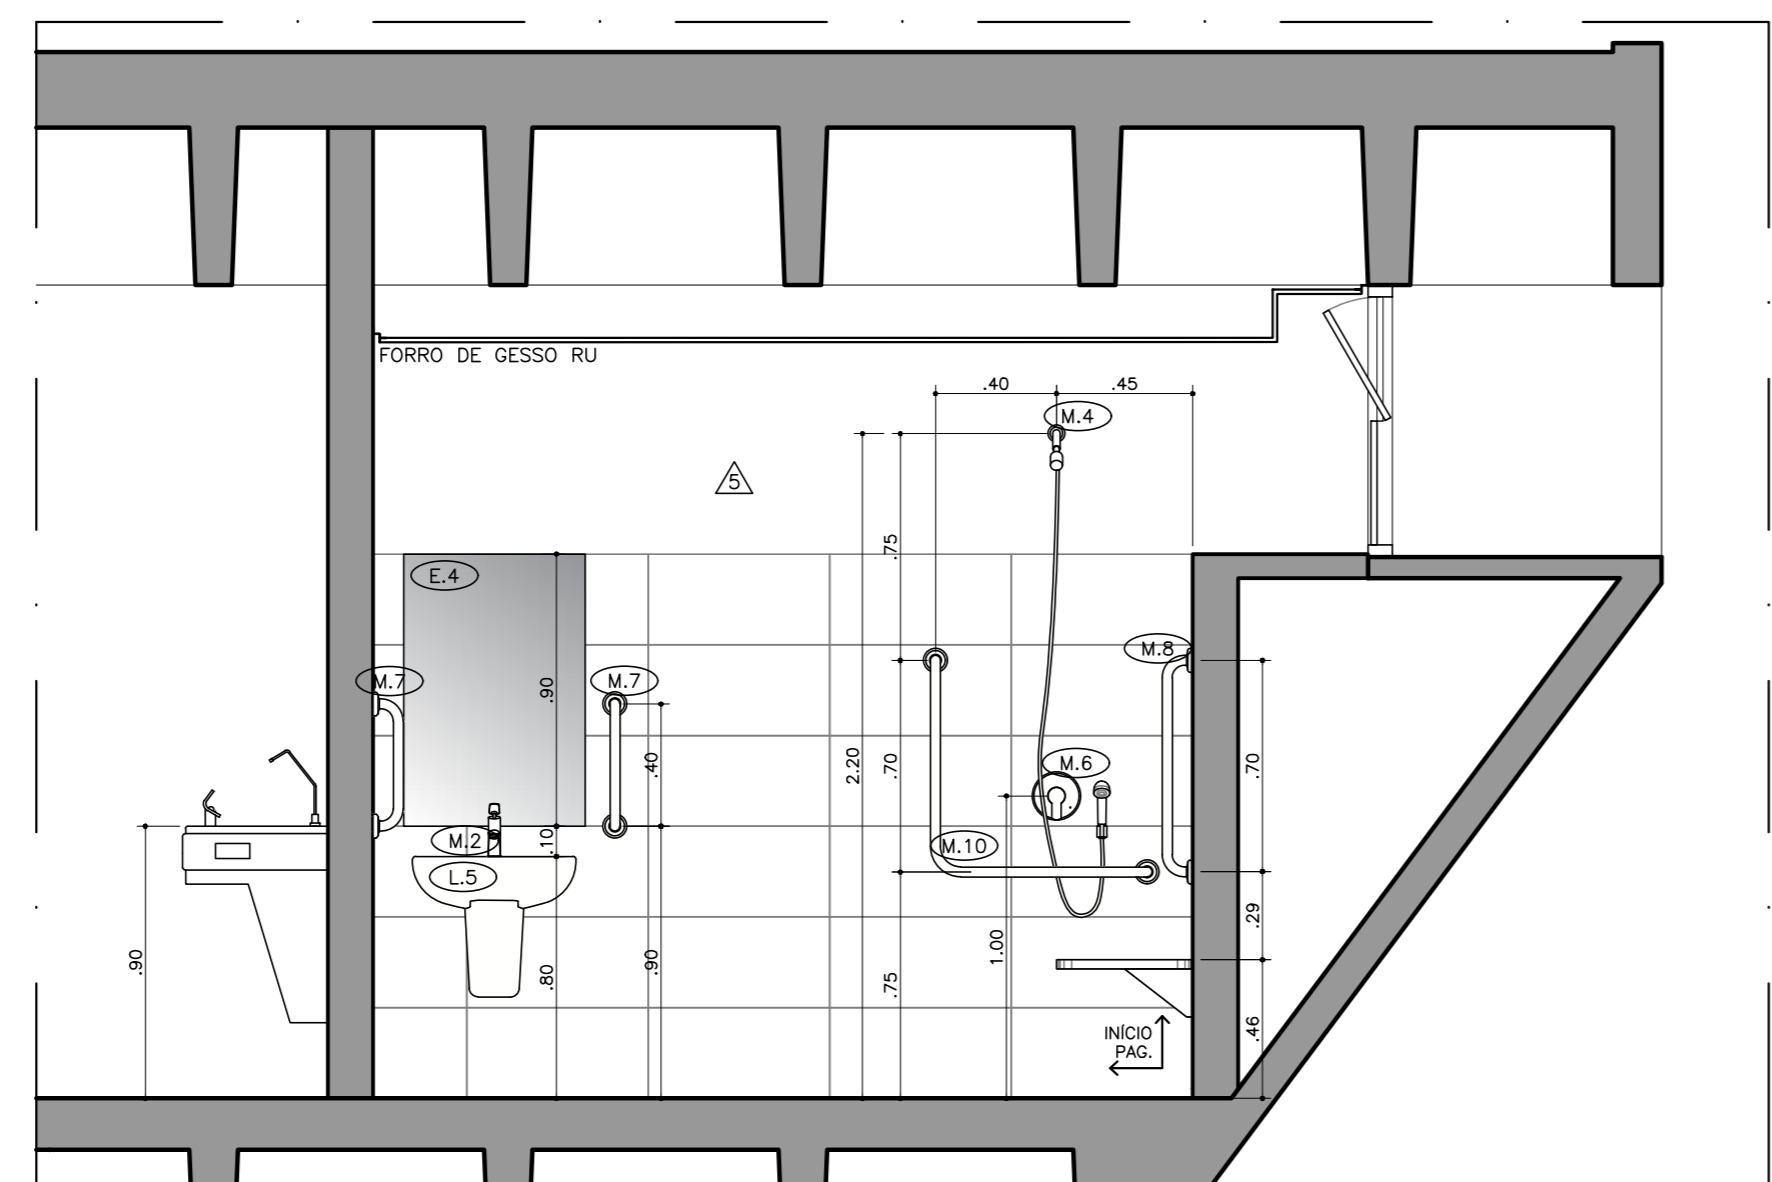 FORRO DE GESSO RU
.40
.45
M.4
5
.75
E.4
M.8
M.7
M.7
.90
.40
2.20
.70
M.6
.70
M.2
.10
M.10
L.5
.29
.90
.80
.90
.75
1.00
.46
INÍCIO
PAG.